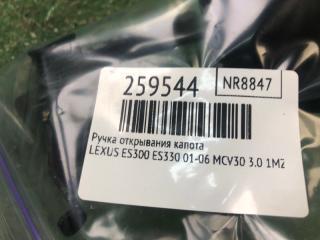 259544 NR8847
Ручка открывания капота
LEXUS ES300 ES330 01-06 MCV30 3.0 1MZ